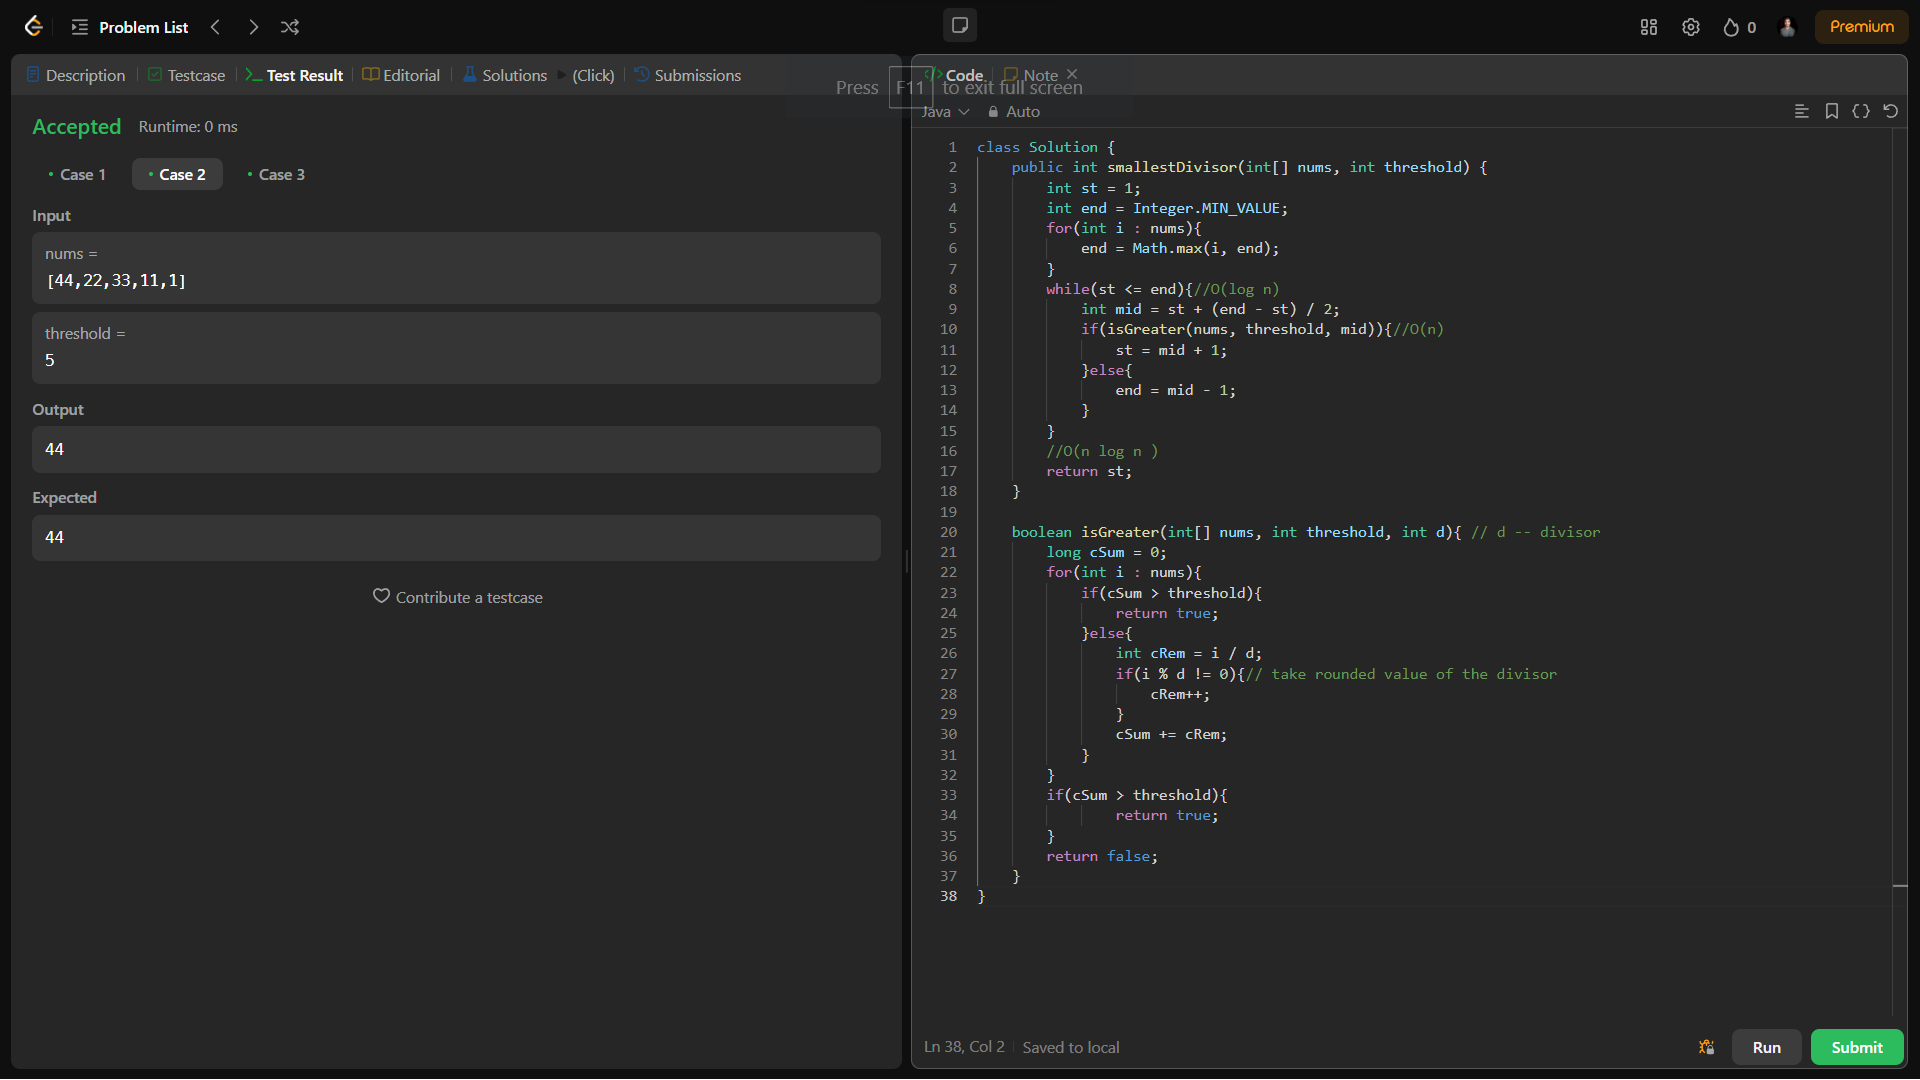 Problem List
0
Premium
Description
Testcase
Test Result
Editorial
Solutions
(Click)
Submissions
Press F11 to exit full screen
Code
Note
Accepted
Runtime: 0 ms
Case 1
Case 2
Case 3
Input
nums =
[44,22,33,11,1]
threshold =
5
Output
44
Expected
44
Contribute a testcase
Java
Auto
1 class Solution {
2     public int smallestDivisor(int[] nums, int threshold) {
3         int st = 1;
4         int end = Integer.MIN_VALUE;
5         for(int i : nums){
6             end = Math.max(i, end);
7         }
8         while(st <= end){//O(log n)
9             int mid = st + (end - st) / 2;
10             if(isGreater(nums, threshold, mid)){//O(n)
11                 st = mid + 1;
12             }else{
13                 end = mid - 1;
14             }
15         }
16         //O(n log n )
17         return st;
18     }
19
20     boolean isGreater(int[] nums, int threshold, int d){ // d -- divisor
21         long cSum = 0;
22         for(int i : nums){
23             if(cSum > threshold){
24                 return true;
25             }else{
26                 int cRem = i / d;
27                 if(i % d != 0){// take rounded value of the divisor
28                     cRem++;
29                 }
30                 cSum += cRem;
31             }
32         }
33         if(cSum > threshold){
34                 return true;
35         }
36         return false;
37     }
38 }
Ln 38, Col 2
Saved to local
Run
Submit